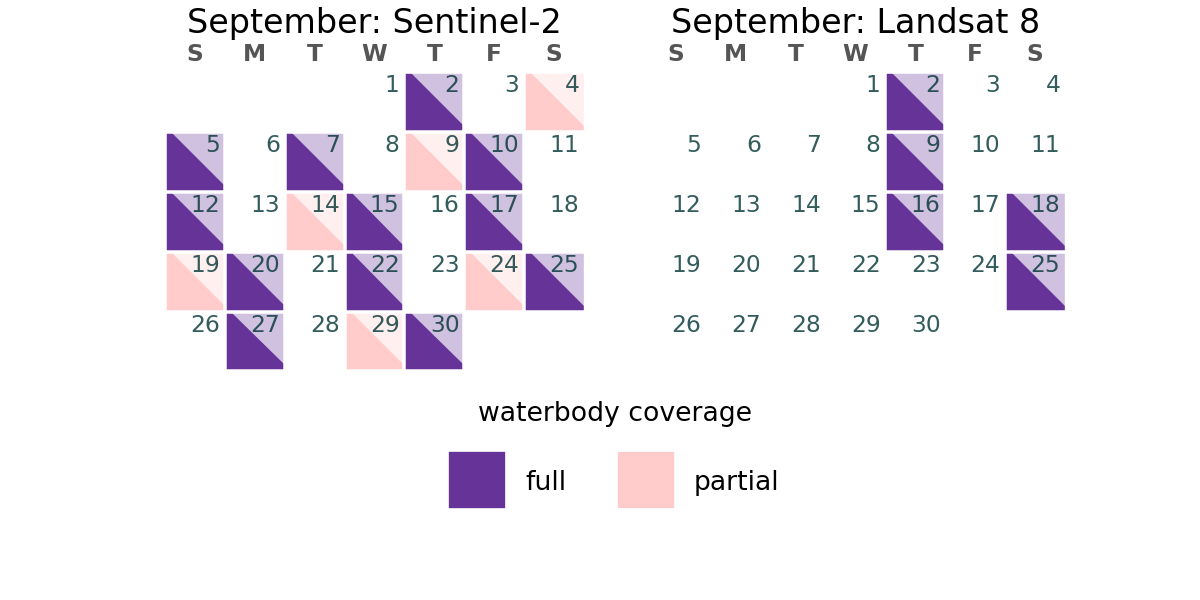 September: Sentinel-2
S M T W T F S
1 2 3 4
5 6 7 8 9 10 11
12 13 14 15 16 17 18
19 20 21 22 23 24 25
26 27 28 29 30
September: Landsat 8
S M T W T F S
1 2 3 4
5 6 7 8 9 10 11
12 13 14 15 16 17 18
19 20 21 22 23 24 25
26 27 28 29 30
waterbody coverage
full
partial